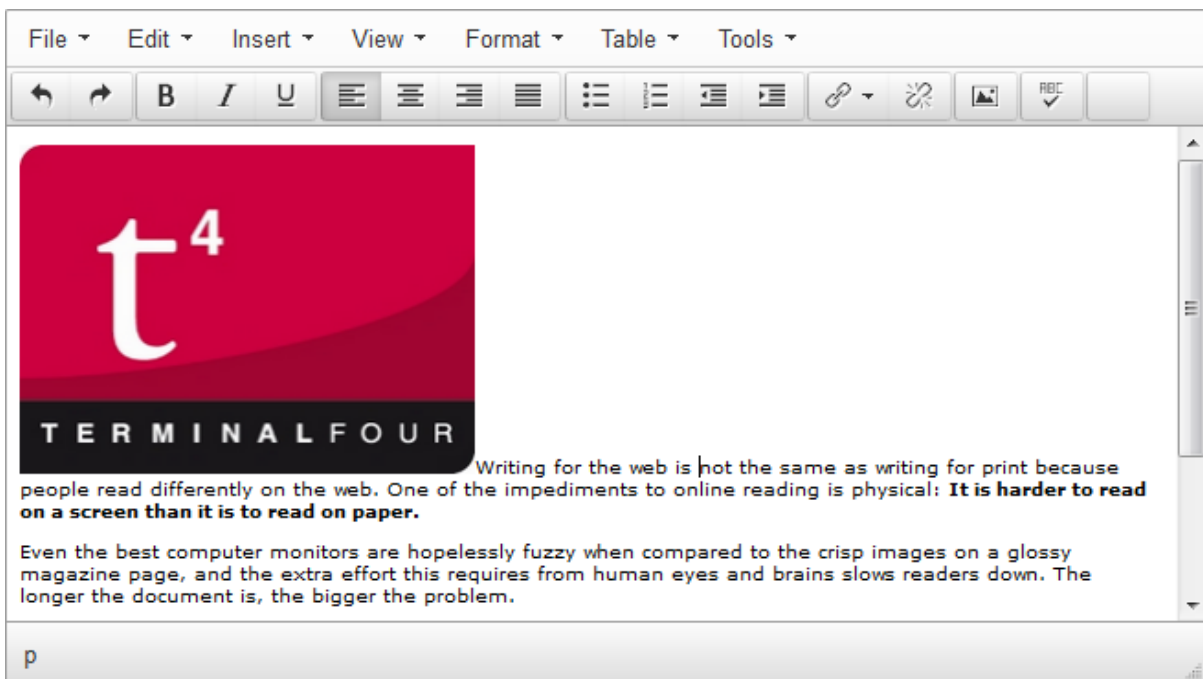 File Edit Insert View Format Table Tools
B I U ABC
t4
TERMINALFOUR
Writing for the web is not the same as writing for print because
people read differently on the web. One of the impediments to online reading is physical: It is harder to read
on a screen than it is to read on paper.
Even the best computer monitors are hopelessly fuzzy when compared to the crisp images on a glossy
magazine page, and the extra effort this requires from human eyes and brains slows readers down. The
longer the document is, the bigger the problem.
p